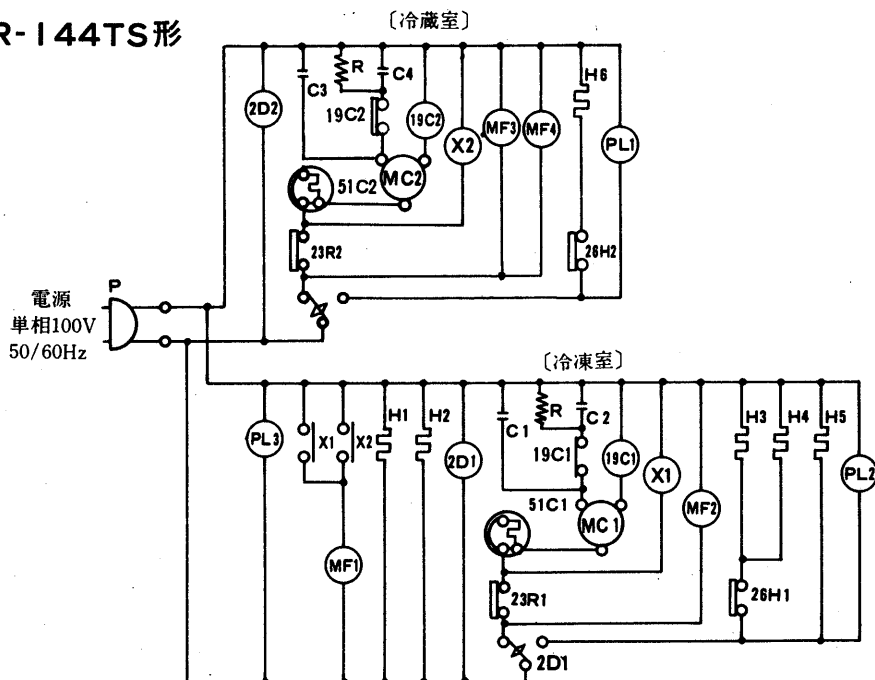 R-144TS形
〔冷蔵室〕
2D2
C3
R
C4
19C2
19C2
X2
MF3
MF4
H6
PL1
51C2
MC2
23R2
26H2
P
電源
単相100V
50/60Hz
〔冷凍室〕
PL3
X1
X2
H1
H2
2D1
C1
R
C2
19C1
19C1
X1
MF2
H3
H4
H5
PL2
51C1
MC1
MF1
23R1
26H1
2D1